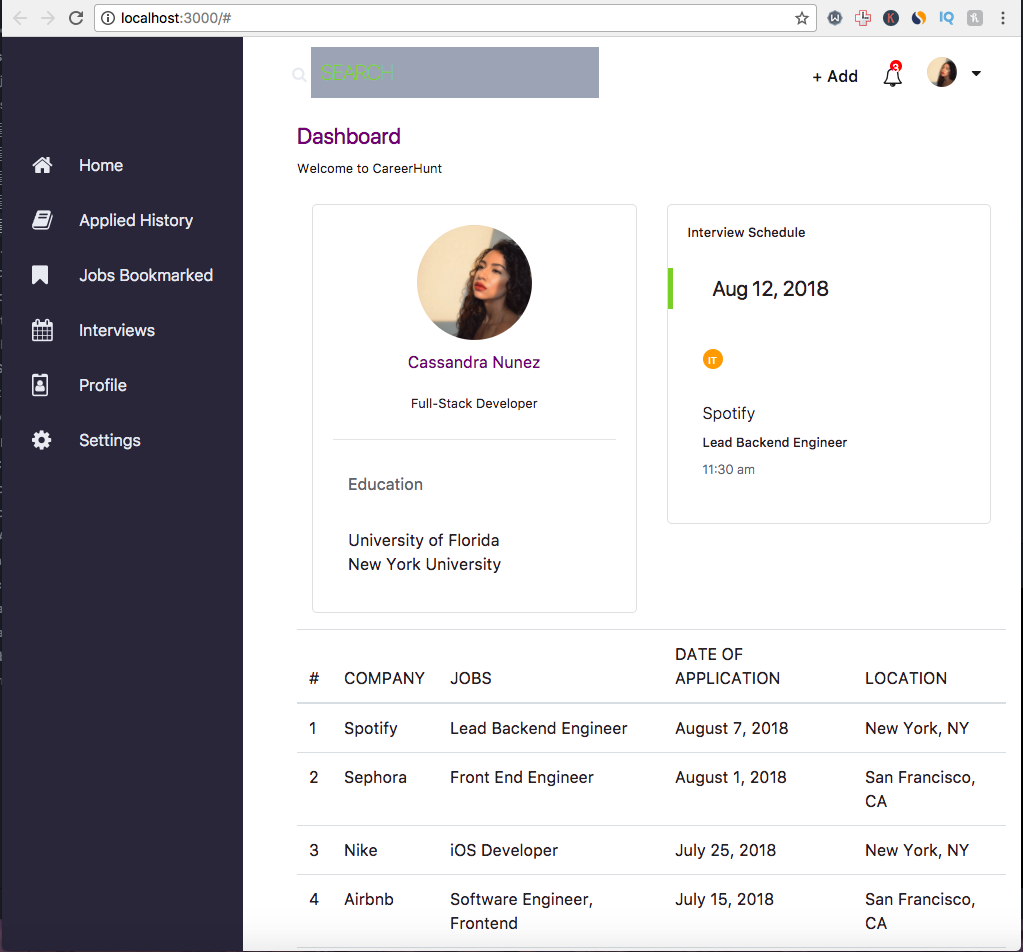 localhost:3000/#
W
K
IQ
h
SEARCH
+ Add
3
Dashboard
Welcome to CareerHunt
Home
Applied History
Jobs Bookmarked
Interviews
Profile
Settings
Cassandra Nunez
Full-Stack Developer
Education
University of Florida
New York University
Interview Schedule
Aug 12, 2018
IT
Spotify
Lead Backend Engineer
11:30 am
# COMPANY JOBS DATE OF APPLICATION LOCATION
1 Spotify Lead Backend Engineer August 7, 2018 New York, NY
2 Sephora Front End Engineer August 1, 2018 San Francisco, CA
3 Nike iOS Developer July 25, 2018 New York, NY
4 Airbnb Software Engineer, Frontend July 15, 2018 San Francisco, CA